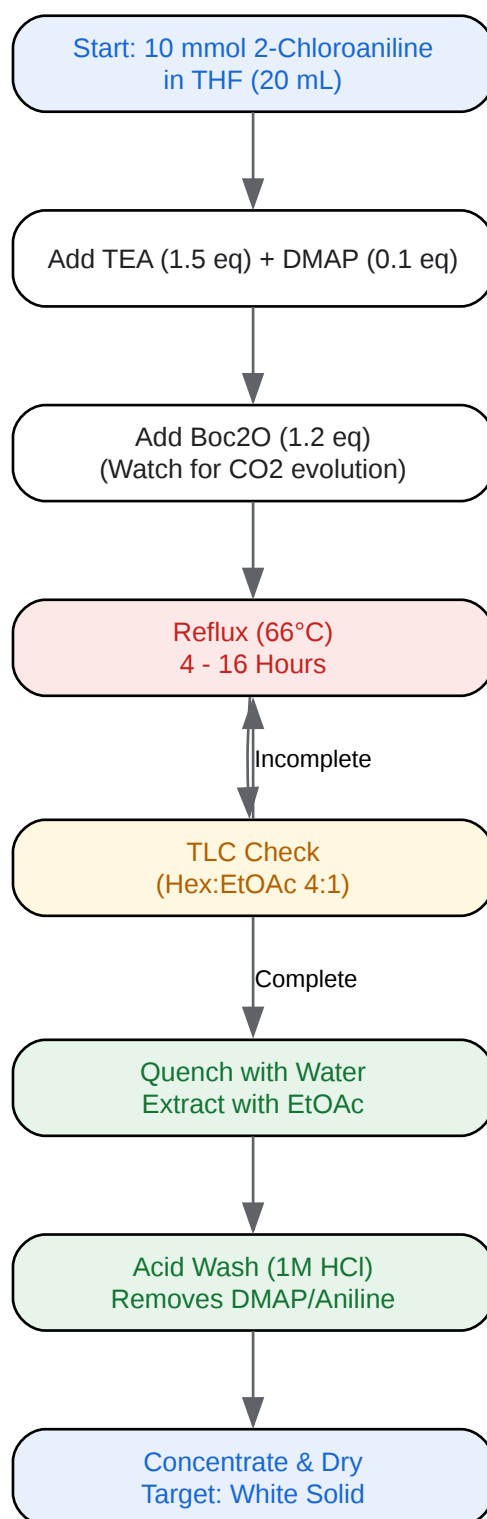 Start: 10 mmol 2-Chloroaniline
in THF (20 mL)
Add TEA (1.5 eq) + DMAP (0.1 eq)
Add Boc2O (1.2 eq)
(Watch for CO2 evolution)
Reflux (66°C)
4 - 16 Hours
Incomplete
TLC Check
(Hex:EtOAc 4:1)
Complete
Quench with Water
Extract with EtOAc
Acid Wash (1M HCl)
Removes DMAP/Aniline
Concentrate & Dry
Target: White Solid